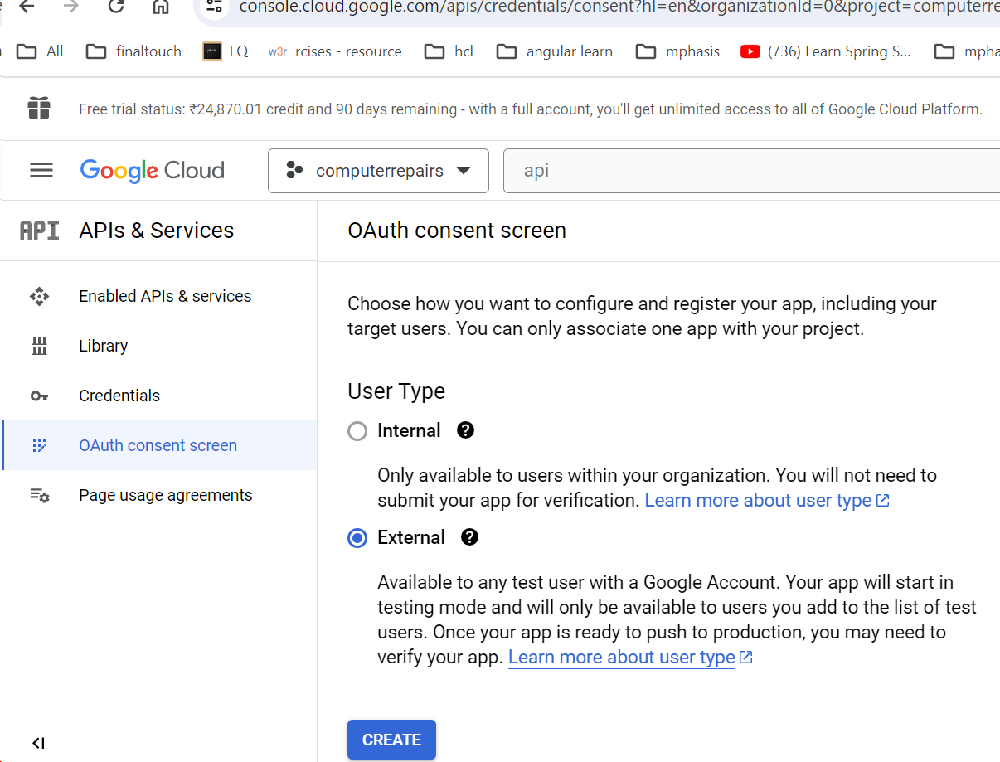 console.cloud.google.com/apis/credentials/consent?hl=en&organizationId=0&project=computerre
All finaltouch FQ w3r rcises - resource hcl angular learn mphasis (736) Learn Spring S... mpha
Free trial status: ₹24,870.01 credit and 90 days remaining - with a full account, you'll get unlimited access to all of Google Cloud Platform.
Google Cloud computerrepairs api
API APIs & Services
Enabled APIs & services
Library
Credentials
OAuth consent screen
Page usage agreements
OAuth consent screen
Choose how you want to configure and register your app, including your
target users. You can only associate one app with your project.
User Type
Internal
Only available to users within your organization. You will not need to
submit your app for verification. Learn more about user type
External
Available to any test user with a Google Account. Your app will start in
testing mode and will only be available to users you add to the list of test
users. Once your app is ready to push to production, you may need to
verify your app. Learn more about user type
CREATE